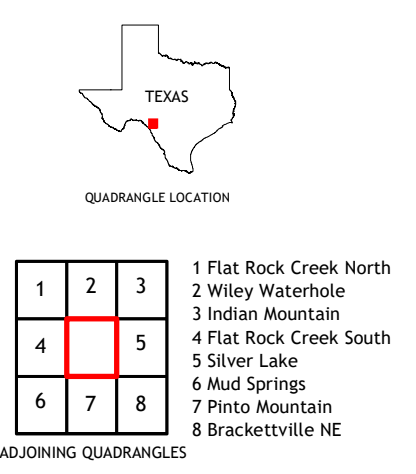 TEXAS
QUADRANGLE LOCATION
1 2 3
4 5
6 7 8
1 Flat Rock Creek North
2 Wiley Waterhole
3 Indian Mountain
4 Flat Rock Creek South
5 Silver Lake
6 Mud Springs
7 Pinto Mountain
8 Brackettville NE
ADJOINING QUADRANGLES